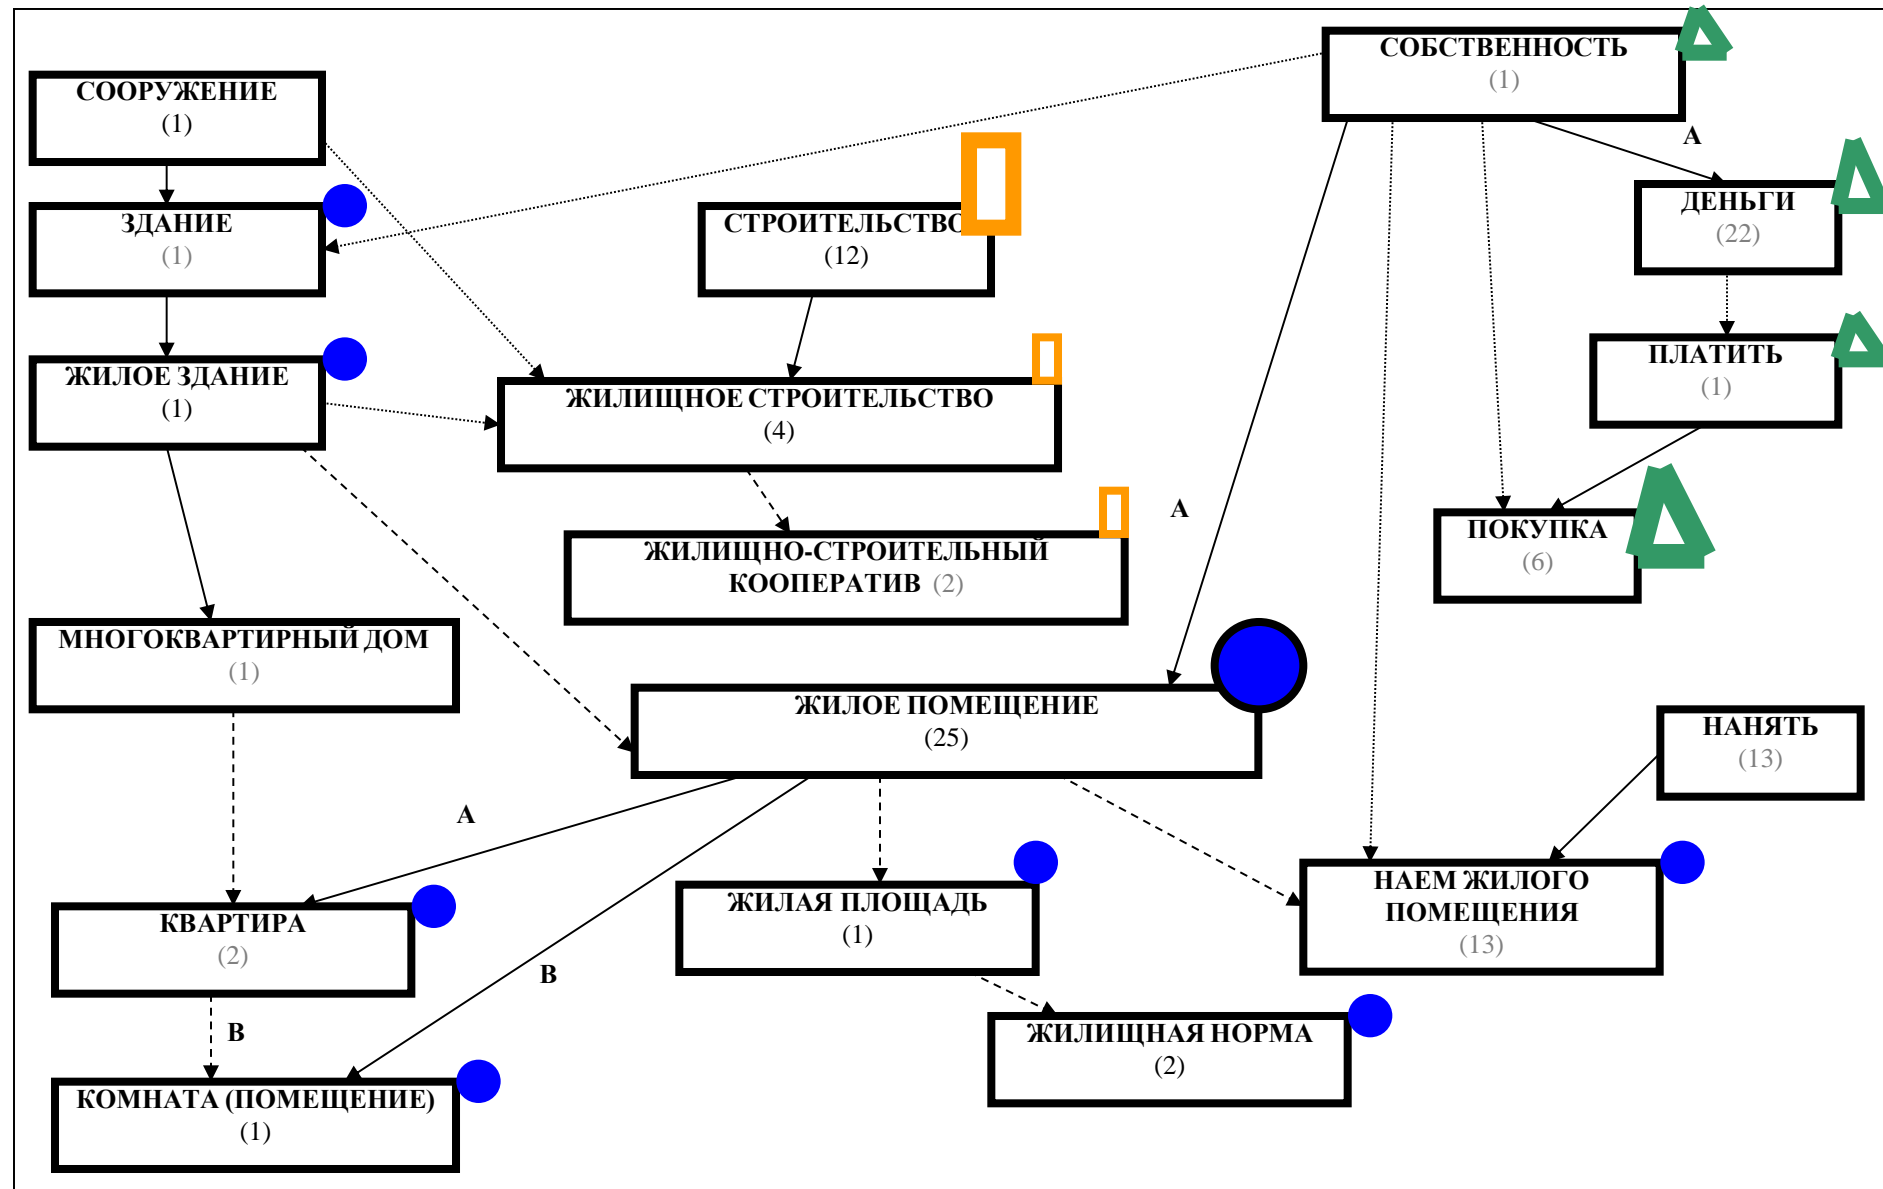 СОБСТВЕННОСТЬ
(1)
СООРУЖЕНИЕ
(1)
А
ДЕНЬГИ
(22)
ЗДАНИЕ
(1)
СТРОИТЕЛЬСТВО
(12)
ПЛАТИТЬ
(1)
ЖИЛОЕ ЗДАНИЕ
(1)
ЖИЛИЩНОЕ СТРОИТЕЛЬСТВО
(4)
А
ПОКУПКА
(6)
ЖИЛИЩНО-СТРОИТЕЛЬНЫЙ
КООПЕРАТИВ (2)
МНОГОКВАРТИРНЫЙ ДОМ
(1)
ЖИЛОЕ ПОМЕЩЕНИЕ
(25)
НАНЯТЬ
(13)
А
НАЕМ ЖИЛОГО
ПОМЕЩЕНИЯ
(13)
ЖИЛАЯ ПЛОЩАДЬ
(1)
КВАРТИРА
(2)
В
В
ЖИЛИЩНАЯ НОРМА
(2)
КОМНАТА (ПОМЕЩЕНИЕ)
(1)